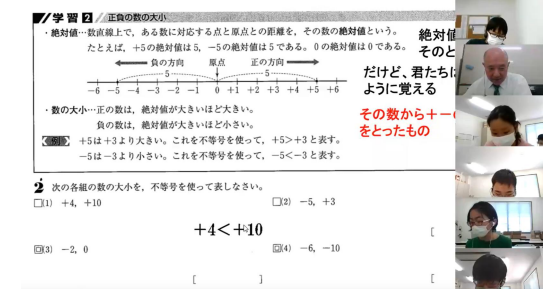 学習 2 正負の数の大小
・絶対値…数直線上で，ある数に対応する点と原点との距離を，その数の絶対値という。
たとえば，+5の絶対値は5，−5の絶対値は5である。0の絶対値は0である。
負の方向 原点 正の方向
5 5
−6 −5 −4 −3 −2 −1 0 +1 +2 +3 +4 +5 +6
・数の大小…正の数は，絶対値が大きいほど大きい。
負の数は，絶対値が大きいほど小さい。
例 +5は+3より大きい。これを不等号を使って，+5>+3と表す。
−5は−3より小さい。これを不等号を使って，−5<−3と表す。
絶対値
そのと
だけど、君たちは
ように覚える
その数から＋−の
をとったもの
2 次の各組の数の大小を，不等号を使って表しなさい。
□(1) +4，+10
□(2) −5，+3
+4<+10
[
□(3) −2，0
□(4) −6，−10
[ ]
[